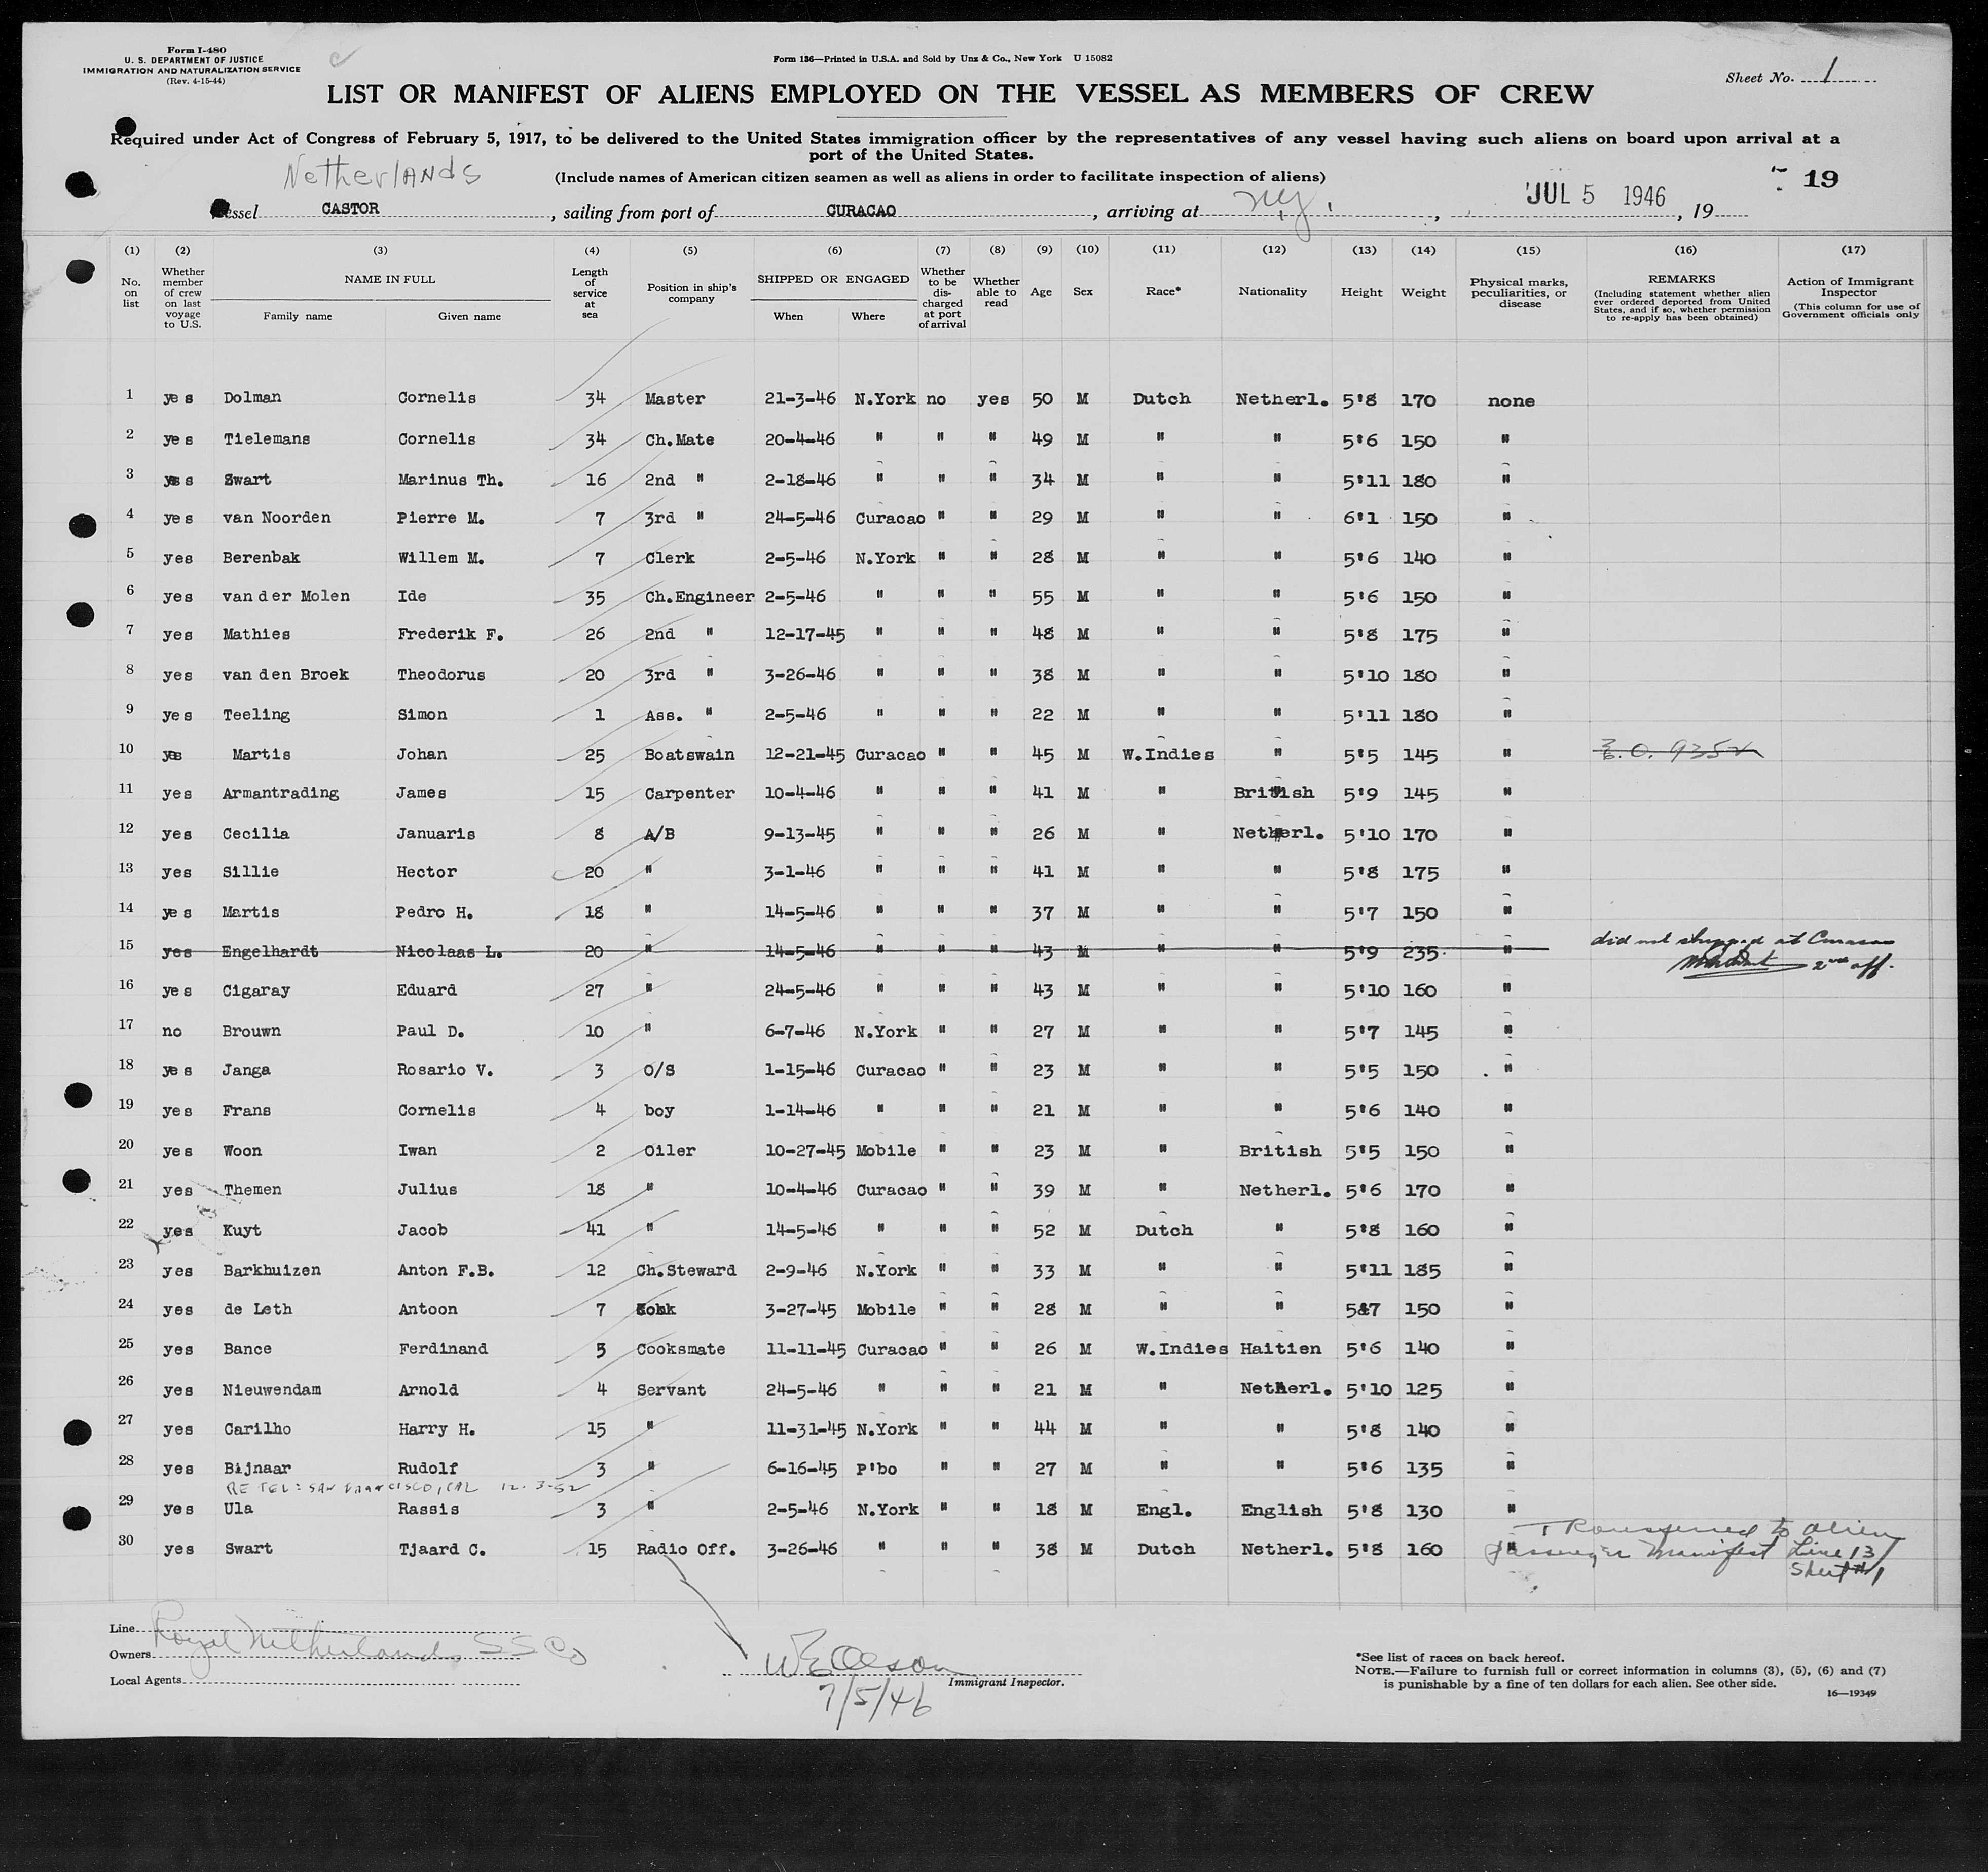 Form I-480
U. S. DEPARTMENT OF JUSTICE
IMMIGRATION AND NATURALIZATION SERVICE
(Rev. 4-15-44)
Form 136—Printed in U.S.A. and Sold by Unz & Co., New York U 15082
Sheet No. 1
LIST OR MANIFEST OF ALIENS EMPLOYED ON THE VESSEL AS MEMBERS OF CREW
Required under Act of Congress of February 5, 1917, to be delivered to the United States immigration officer by the representatives of any vessel having such aliens on board upon arrival at a
port of the United States.
Netherlands
(Include names of American citizen seamen as well as aliens in order to facilitate inspection of aliens)
19
Vessel CASTOR, sailing from port of CURACAO, arriving at N.Y., JUL 5 1946, 19
(1) (2) (3) (4) (5) (6) (7) (8) (9) (10) (11) (12) (13) (14) (15) (16) (17)
No. on list
Whether member of crew on last voyage to U.S.
NAME IN FULL
Family name Given name
Length of service at sea
Position in ship's company
SHIPPED OR ENGAGED
When Where
Whether to be discharged at port of arrival
Whether able to read
Age
Sex
Race*
Nationality
Height
Weight
Physical marks, peculiarities, or disease
REMARKS
(Including statement whether alien ever ordered deported from United States, and if so, whether permission to re-apply has been obtained)
Action of Immigrant Inspector
(This column for use of Government officials only
1 yes Dolman Cornelis 34 Master 21-3-46 N.York no yes 50 M Dutch Netherl. 5'8 170 none
2 yes Tielemans Cornelis 34 Ch.Mate 20-4-46 " " " 49 M " " 5'6 150 "
3 yes Swart Marinus Th. 16 2nd " 2-18-46 " " " 34 M " " 5'11 180 "
4 yes van Noorden Pierre M. 7 3rd " 24-5-46 Curacao " " 29 M " " 6'1 150 "
5 yes Berenbak Willem M. 7 Clerk 2-5-46 N.York " " 28 M " " 5'6 140 "
6 yes van der Molen Ide 35 Ch.Engineer 2-5-46 " " " 55 M " " 5'6 150 "
7 yes Mathies Frederik F. 26 2nd " 12-17-45 " " " 48 M " " 5'8 175 "
8 yes van den Broek Theodorus 20 3rd " 3-26-46 " " " 38 M " " 5'10 180 "
9 yes Teeling Simon 1 Ass. " 2-5-46 " " " 22 M " " 5'11 180 "
10 yes Martis Johan 25 Boatswain 12-21-45 Curacao " " 45 M W.Indies " 5'5 145 " E.O. 9352
11 yes Armantrading James 15 Carpenter 10-4-46 " " " 41 M " British 5'9 145 "
12 yes Cecilia Januaris 8 A/B 9-13-45 " " " 26 M " Netherl. 5'10 170 "
13 yes Sillie Hector 20 " 3-1-46 " " " 41 M " " 5'8 175 "
14 yes Martis Pedro H. 18 " 14-5-46 " " " 37 M " " 5'7 150 "
15 yes Engelhardt Nicolaas L. 20 " 14-5-46 " " " 43 M " " 5'9 235 " did not shipped at Curacao
2nd off.
16 yes Cigaray Eduard 27 " 24-5-46 " " " 43 M " " 5'10 160 "
17 no Brouwn Paul D. 10 " 6-7-46 N.York " " 27 M " " 5'7 145 "
18 yes Janga Rosario V. 3 O/S 1-15-46 Curacao " " 23 M " " 5'5 150 "
19 yes Frans Cornelis 4 boy 1-14-46 " " " 21 M " " 5'6 140 "
20 yes Woon Iwan 2 Oiler 10-27-45 Mobile " " 23 M " British 5'5 150 "
21 yes Themen Julius 18 " 10-4-46 Curacao " " 39 M " Netherl. 5'6 170 "
22 yes Kuyt Jacob 41 " 14-5-46 " " " 52 M Dutch " 5'8 160 "
23 yes Barkhuizen Anton F.B. 12 Ch.Steward 2-9-46 N.York " " 33 M " " 5'11 185 "
24 yes de Leth Antoon 7 Kok 3-27-45 Mobile " " 28 M " " 5&7 150 "
25 yes Bance Ferdinand 5 Cooksmate 11-11-45 Curacao " " 26 M W.Indies Haitien 5'6 140 "
26 yes Nieuwendam Arnold 4 Servant 24-5-46 " " " 21 M " Netherl. 5'10 125 "
27 yes Carilho Harry H. 15 " 11-31-45 N.York " " 44 M " " 5'8 140 "
28 yes Bijnaar Rudolf 3 " 6-16-45 P'bo " " 27 M " " 5'6 135 "
RE TEL: SAN FRANCISCO, CAL 12-3-52
29 yes Ula Rassis 3 " 2-5-46 N.York " " 18 M Engl. English 5'8 130 "
Transferred to alien
30 yes Swart Tjaard C. 15 Radio Off. 3-26-46 " " " 38 M Dutch Netherl. 5'8 160 " passenger manifest Line 13
Sheet #1
Line
Royal Netherlands SS Co
Owners
Local Agents
W E Olson
Immigrant Inspector.
7/5/46
*See list of races on back hereof.
NOTE.—Failure to furnish full or correct information in columns (3), (5), (6) and (7)
is punishable by a fine of ten dollars for each alien. See other side.
16—19349